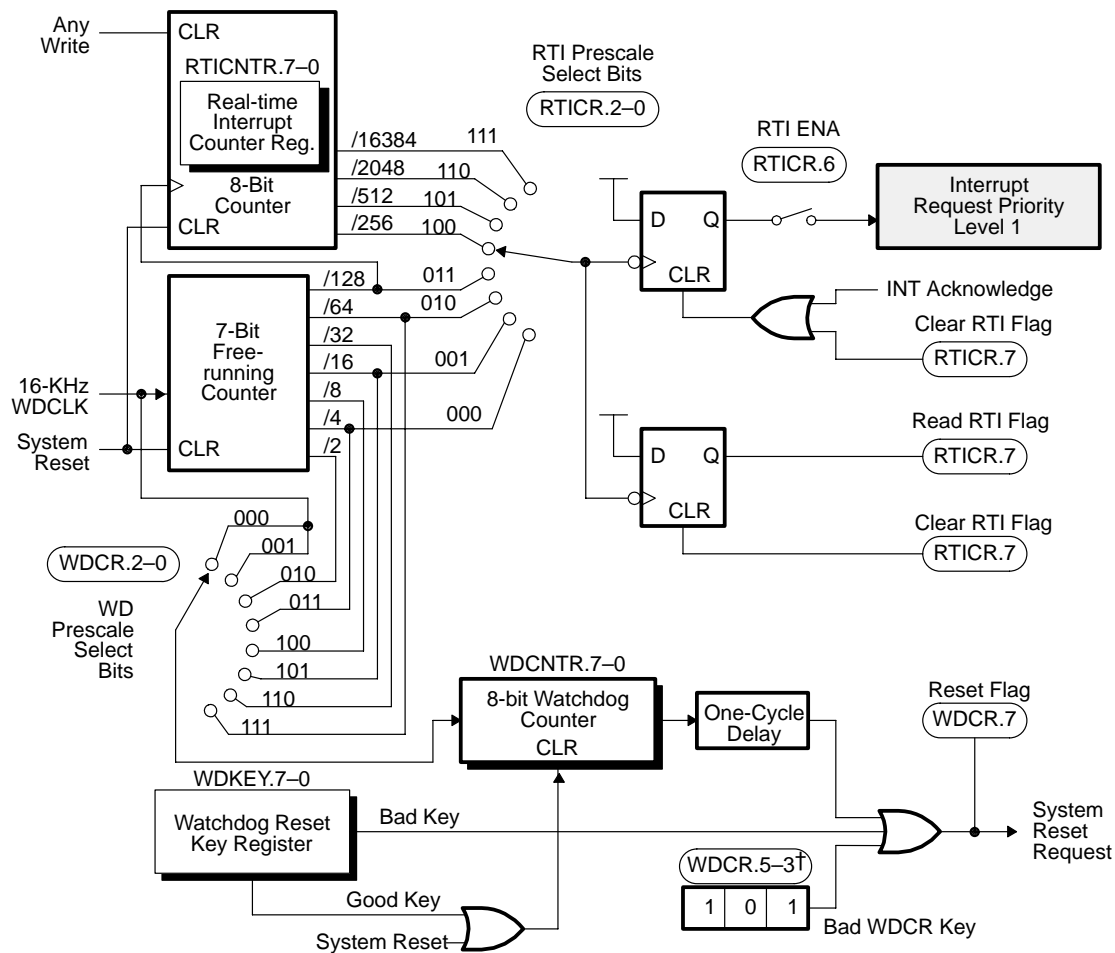 Any
Write
CLR
RTICNTR.7–0
Real-time
Interrupt
Counter Reg.
8-Bit
Counter
CLR
/16384
/2048
/512
/256
111
110
101
100
RTI Prescale
Select Bits
RTICR.2–0
RTI ENA
RTICR.6
Interrupt
Request Priority
Level 1
D
Q
CLR
INT Acknowledge
Clear RTI Flag
RTICR.7
7-Bit
Free-
running
Counter
CLR
16-KHz
WDCLK
System
Reset
/128
/64
/32
/16
/8
/4
/2
011
010
001
000
D
Q
CLR
Read RTI Flag
RTICR.7
Clear RTI Flag
RTICR.7
WDCR.2–0
WD
Prescale
Select
Bits
000
001
010
011
100
101
110
111
WDCNTR.7–0
8-bit Watchdog
Counter
CLR
One-Cycle
Delay
Reset Flag
WDCR.7
WDKEY.7–0
Watchdog Reset
Key Register
Bad Key
Good Key
System Reset
WDCR.5–3†
1 0 1
Bad WDCR Key
System
Reset
Request